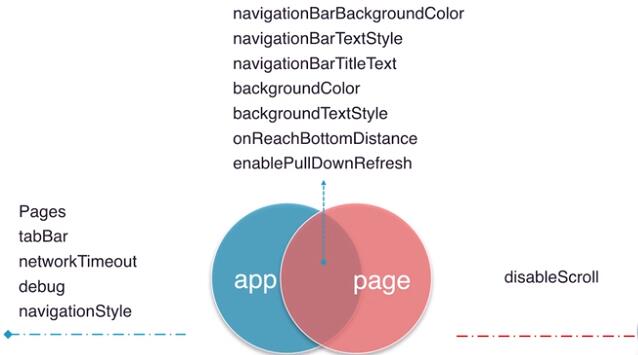 navigationBarBackgroundColor
navigationBarTextStyle
navigationBarTitleText
backgroundColor
backgroundTextStyle
onReachBottomDistance
enablePullDownRefresh
Pages
tabBar
networkTimeout
debug
navigationStyle
app
page
disableScroll